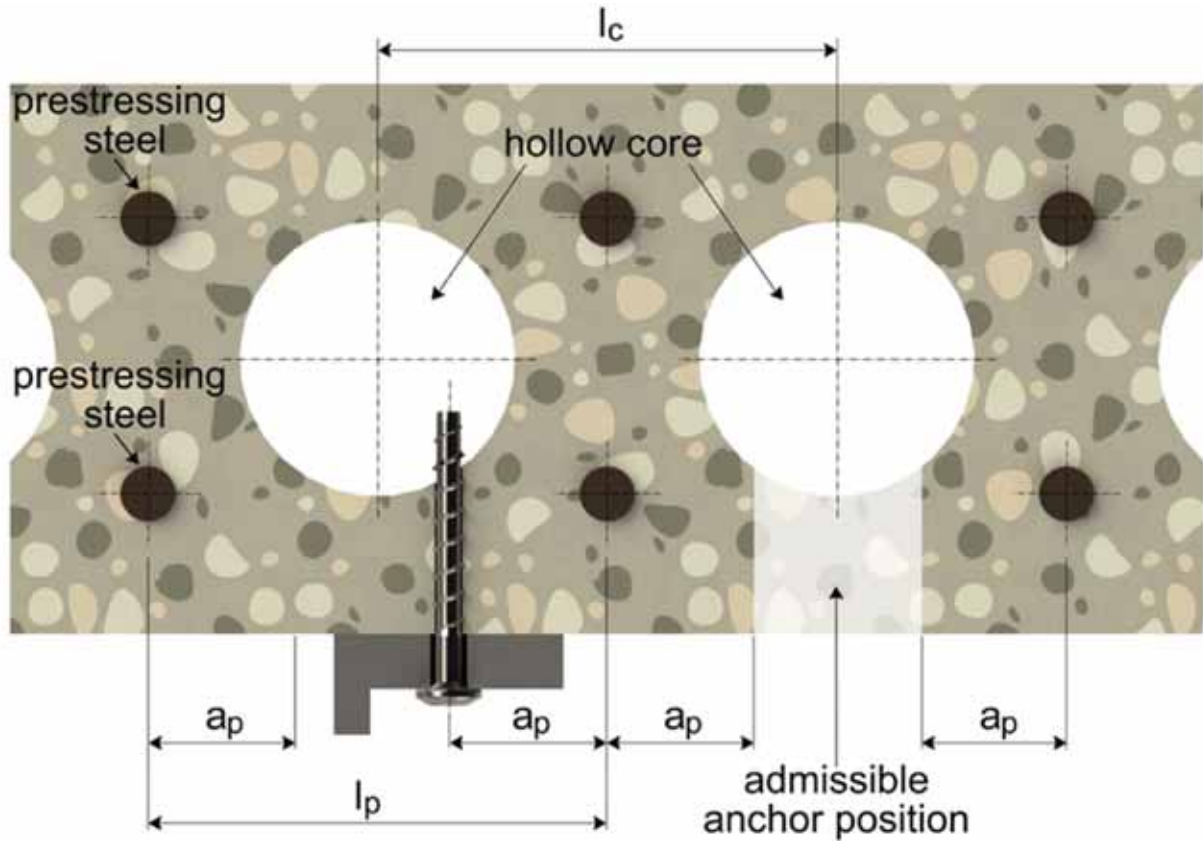 lc
prestressing
steel
hollow core
prestressing
steel
ap
ap
ap
ap
lp
admissible
anchor position